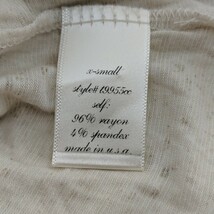 x-small
style# 19955cc
self:
96% rayon
4% spandex
made in u.s.a